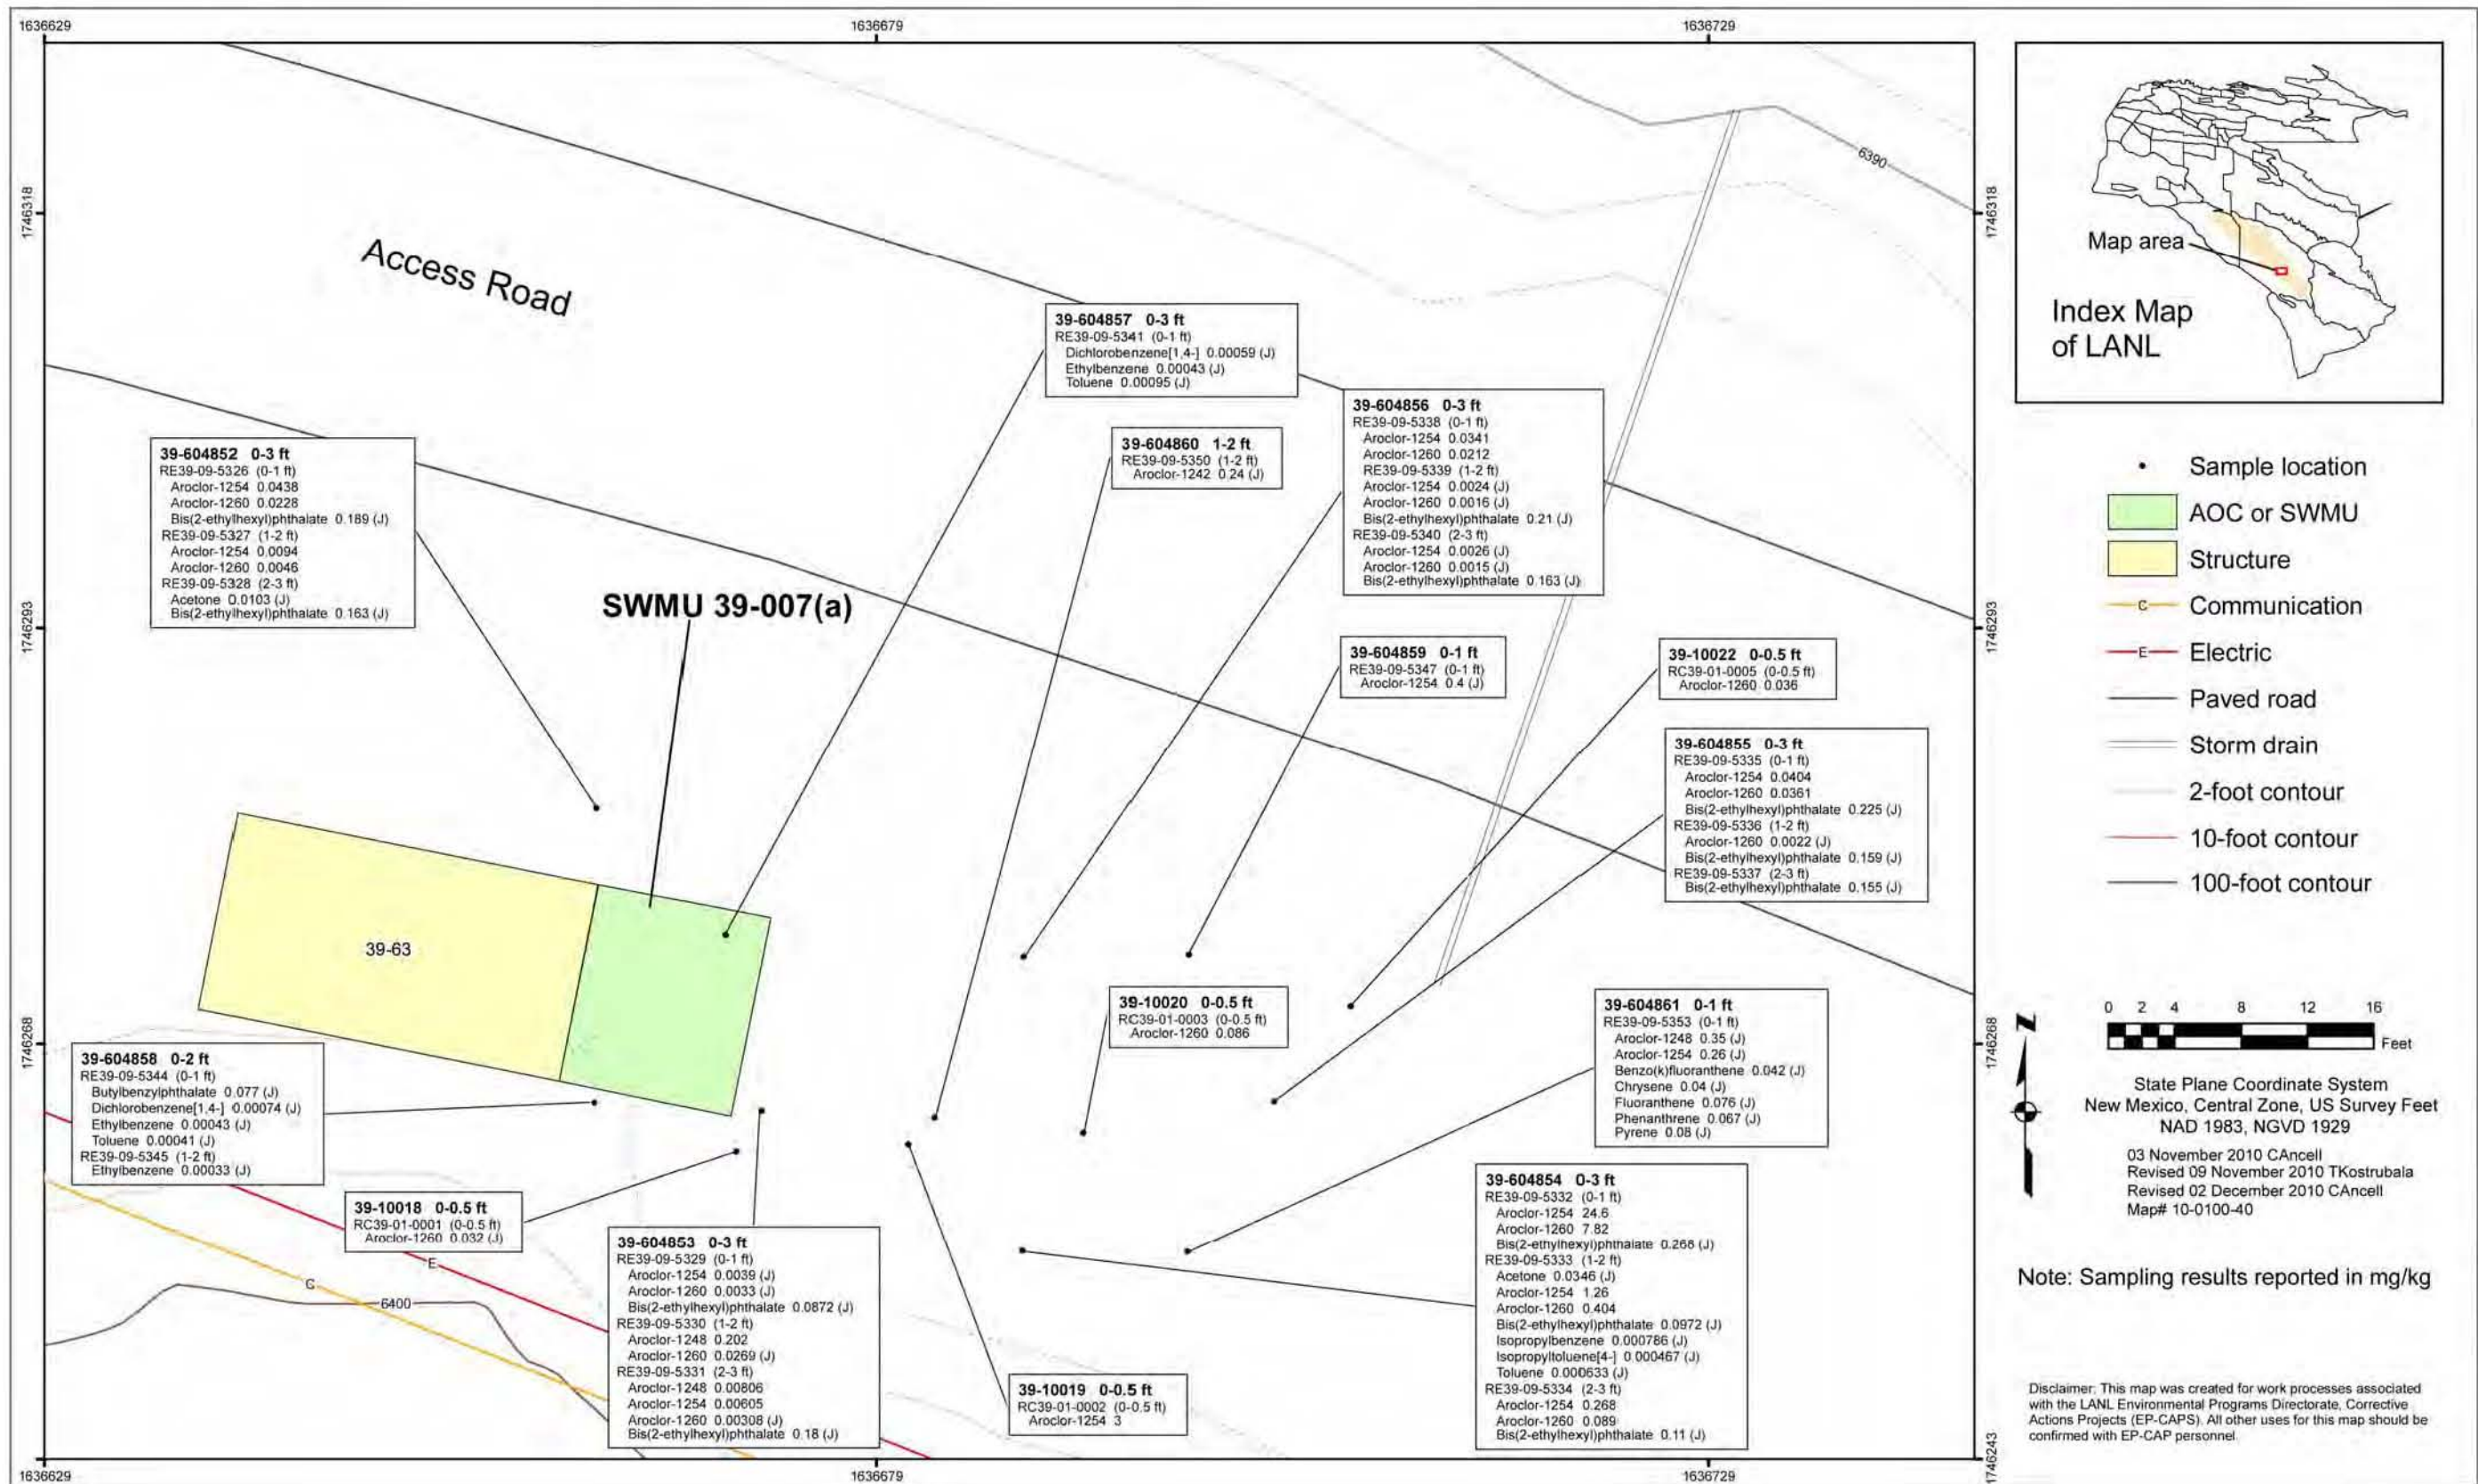 1636629
1636679
1636729
1746318
1746318
1746293
1746293
1746268
1746268
1746243
1636629
1636679
1636729
6390
Access Road
39-604857 0-3 ft
RE39-09-5341 (0-1 ft)
Dichlorobenzene[1,4-] 0.00059 (J)
Ethylbenzene 0.00043 (J)
Toluene 0.00095 (J)
39-604856 0-3 ft
RE39-09-5338 (0-1 ft)
Aroclor-1254 0.0341
Aroclor-1260 0.0212
RE39-09-5339 (1-2 ft)
Aroclor-1254 0.0024 (J)
Aroclor-1260 0.0016 (J)
Bis(2-ethylhexyl)phthalate 0.21 (J)
RE39-09-5340 (2-3 ft)
Aroclor-1254 0.0026 (J)
Aroclor-1260 0.0015 (J)
Bis(2-ethylhexyl)phthalate 0.163 (J)
39-604860 1-2 ft
RE39-09-5350 (1-2 ft)
Aroclor-1242 0.24 (J)
39-604852 0-3 ft
RE39-09-5326 (0-1 ft)
Aroclor-1254 0.0438
Aroclor-1260 0.0228
Bis(2-ethylhexyl)phthalate 0.189 (J)
RE39-09-5327 (1-2 ft)
Aroclor-1254 0.0094
Aroclor-1260 0.0046
RE39-09-5328 (2-3 ft)
Acetone 0.0103 (J)
Bis(2-ethylhexyl)phthalate 0.163 (J)
SWMU 39-007(a)
39-604859 0-1 ft
RE39-09-5347 (0-1 ft)
Aroclor-1254 0.4 (J)
39-10022 0-0.5 ft
RC39-01-0005 (0-0.5 ft)
Aroclor-1260 0.036
39-604855 0-3 ft
RE39-09-5335 (0-1 ft)
Aroclor-1254 0.0404
Aroclor-1260 0.0361
Bis(2-ethylhexyl)phthalate 0.225 (J)
RE39-09-5336 (1-2 ft)
Aroclor-1260 0.0022 (J)
Bis(2-ethylhexyl)phthalate 0.159 (J)
RE39-09-5337 (2-3 ft)
Bis(2-ethylhexyl)phthalate 0.155 (J)
39-63
39-10020 0-0.5 ft
RC39-01-0003 (0-0.5 ft)
Aroclor-1260 0.086
39-604861 0-1 ft
RE39-09-5353 (0-1 ft)
Aroclor-1248 0.35 (J)
Aroclor-1254 0.26 (J)
Benzo(k)fluoranthene 0.042 (J)
Chrysene 0.04 (J)
Fluoranthene 0.076 (J)
Phenanthrene 0.067 (J)
Pyrene 0.08 (J)
39-604858 0-2 ft
RE39-09-5344 (0-1 ft)
Butylbenzylphthalate 0.077 (J)
Dichlorobenzene[1,4-] 0.00074 (J)
Ethylbenzene 0.00043 (J)
Toluene 0.00041 (J)
RE39-09-5345 (1-2 ft)
Ethylbenzene 0.00033 (J)
39-10018 0-0.5 ft
RC39-01-0001 (0-0.5 ft)
Aroclor-1260 0.032 (J)
E
C
6400
39-604853 0-3 ft
RE39-09-5329 (0-1 ft)
Aroclor-1254 0.0039 (J)
Aroclor-1260 0.0033 (J)
Bis(2-ethylhexyl)phthalate 0.0872 (J)
RE39-09-5330 (1-2 ft)
Aroclor-1248 0.202
Aroclor-1260 0.0269 (J)
RE39-09-5331 (2-3 ft)
Aroclor-1248 0.00806
Aroclor-1254 0.00605
Aroclor-1260 0.00308 (J)
Bis(2-ethylhexyl)phthalate 0.18 (J)
39-10019 0-0.5 ft
RC39-01-0002 (0-0.5 ft)
Aroclor-1254 3
39-604854 0-3 ft
RE39-09-5332 (0-1 ft)
Aroclor-1254 24.6
Aroclor-1260 7.82
Bis(2-ethylhexyl)phthalate 0.266 (J)
RE39-09-5333 (1-2 ft)
Acetone 0.0346 (J)
Aroclor-1254 1.26
Aroclor-1260 0.404
Bis(2-ethylhexyl)phthalate 0.0972 (J)
Isopropylbenzene 0.000786 (J)
Isopropyltoluene[4-] 0.000467 (J)
Toluene 0.000633 (J)
RE39-09-5334 (2-3 ft)
Aroclor-1254 0.268
Aroclor-1260 0.089
Bis(2-ethylhexyl)phthalate 0.11 (J)
Map area
Index Map
of LANL
Sample location
AOC or SWMU
Structure
C Communication
E Electric
Paved road
Storm drain
2-foot contour
10-foot contour
100-foot contour
N
0 2 4 8 12 16
Feet
State Plane Coordinate System
New Mexico, Central Zone, US Survey Feet
NAD 1983, NGVD 1929
03 November 2010 CAncell
Revised 09 November 2010 TKostrubala
Revised 02 December 2010 CAncell
Map# 10-0100-40
Note: Sampling results reported in mg/kg
Disclaimer: This map was created for work processes associated
with the LANL Environmental Programs Directorate, Corrective
Actions Projects (EP-CAPS). All other uses for this map should be
confirmed with EP-CAP personnel.